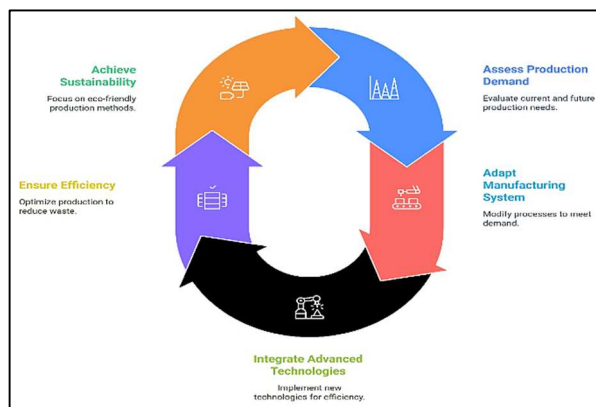 Achieve
Sustainability
Focus on eco-friendly
production methods.
Assess Production
Demand
Evaluate current and future
production needs.
Ensure Efficiency
Optimize production to
reduce waste.
Adapt
Manufacturing
System
Modify processes to meet
demand.
Integrate Advanced
Technologies
Implement new
technologies for efficiency.